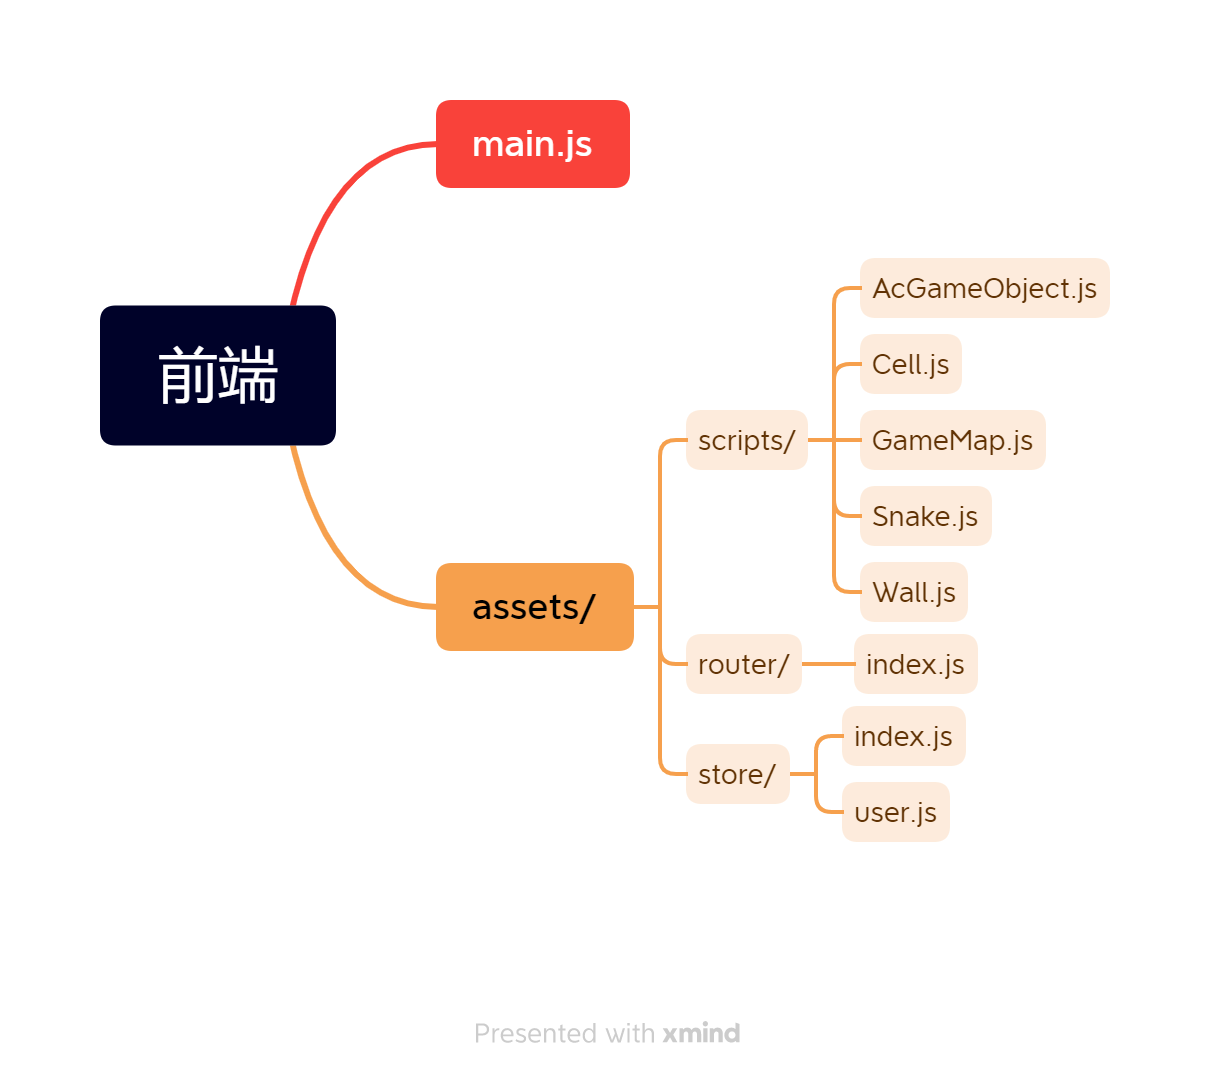 前端
main.js
assets/
scripts/
AcGameObject.js
Cell.js
GameMap.js
Snake.js
Wall.js
router/
index.js
store/
index.js
user.js
Presented with xmind